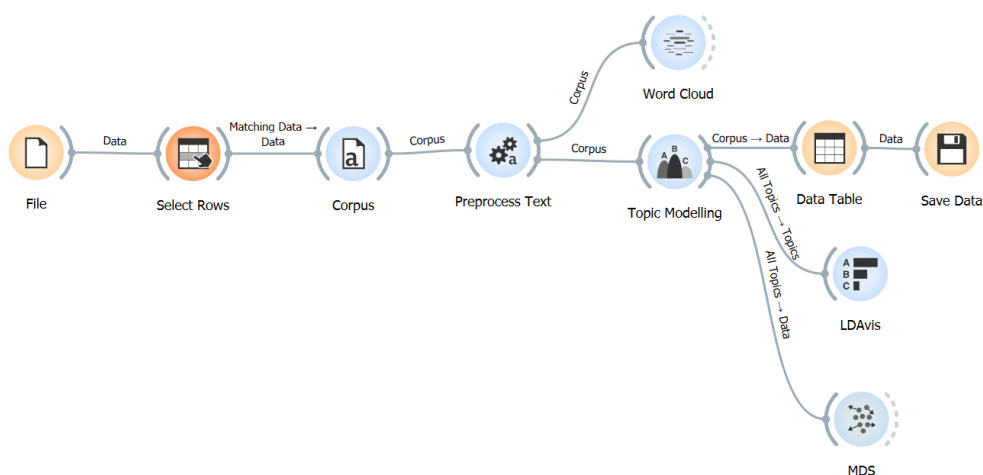 Word Cloud
Corpus
Matching Data →
Data
Data
Corpus
a
a
Corpus
A B C
Corpus → Data
Data
File
Select Rows
Corpus
Preprocess Text
Topic Modelling
Data Table
Save Data
All Topics → Topics
A
B
C
LDAvis
All Topics → Data
MDS